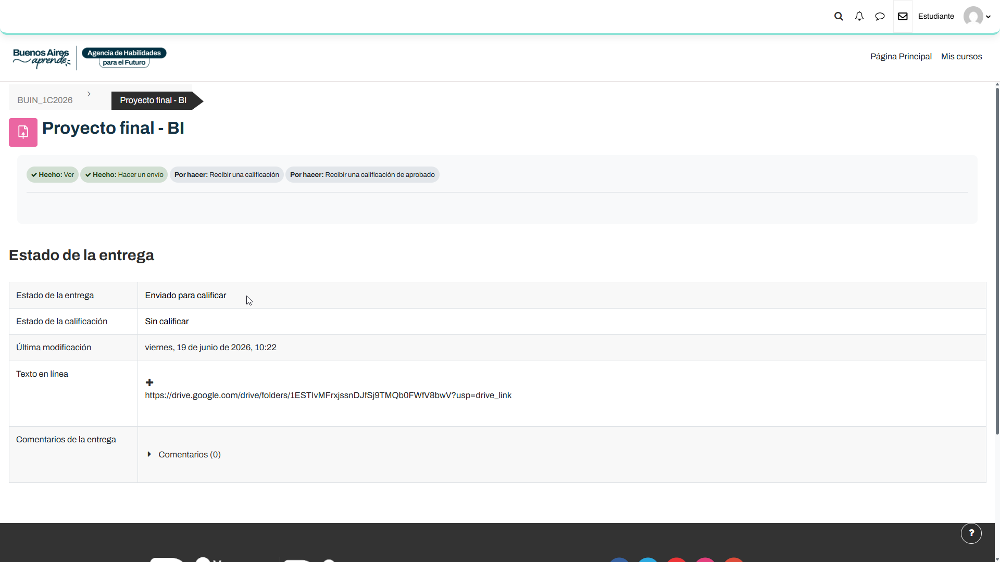 Estudiante
Buenos Aires
aprende
Agencia de Habilidades
para el Futuro
Página Principal
Mis cursos
BUIN_1C2026
Proyecto final - BI
Proyecto final - BI
Hecho: Ver
Hecho: Hacer un envío
Por hacer: Recibir una calificación
Por hacer: Recibir una calificación de aprobado
Estado de la entrega
Estado de la entrega
Enviado para calificar
Estado de la calificación
Sin calificar
Última modificación
viernes, 19 de junio de 2026, 10:22
Texto en línea
https://drive.google.com/drive/folders/1ESTIvMFrxjssnDJfSj9TMQb0FWfV8bwV?usp=drive_link
Comentarios de la entrega
Comentarios (0)
?